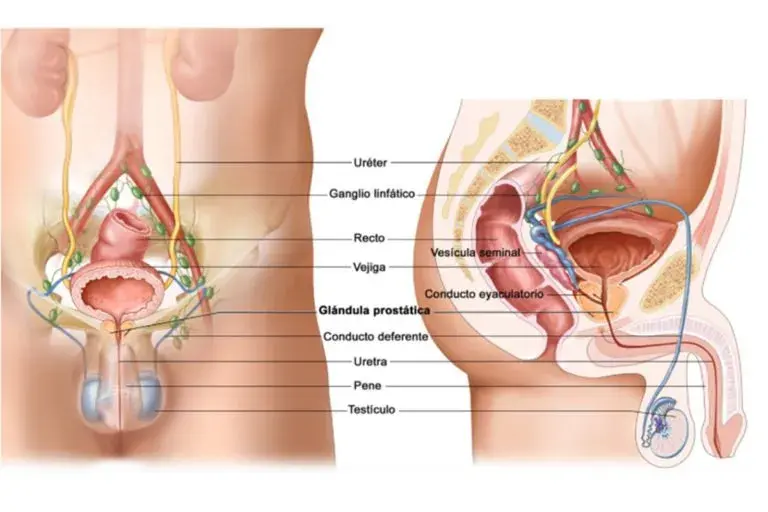 Uréter
Ganglio linfático
Recto
Vesícula seminal
Vejiga
Conducto eyaculatorio
Glándula prostática
Conducto deferente
Uretra
Pene
Testículo